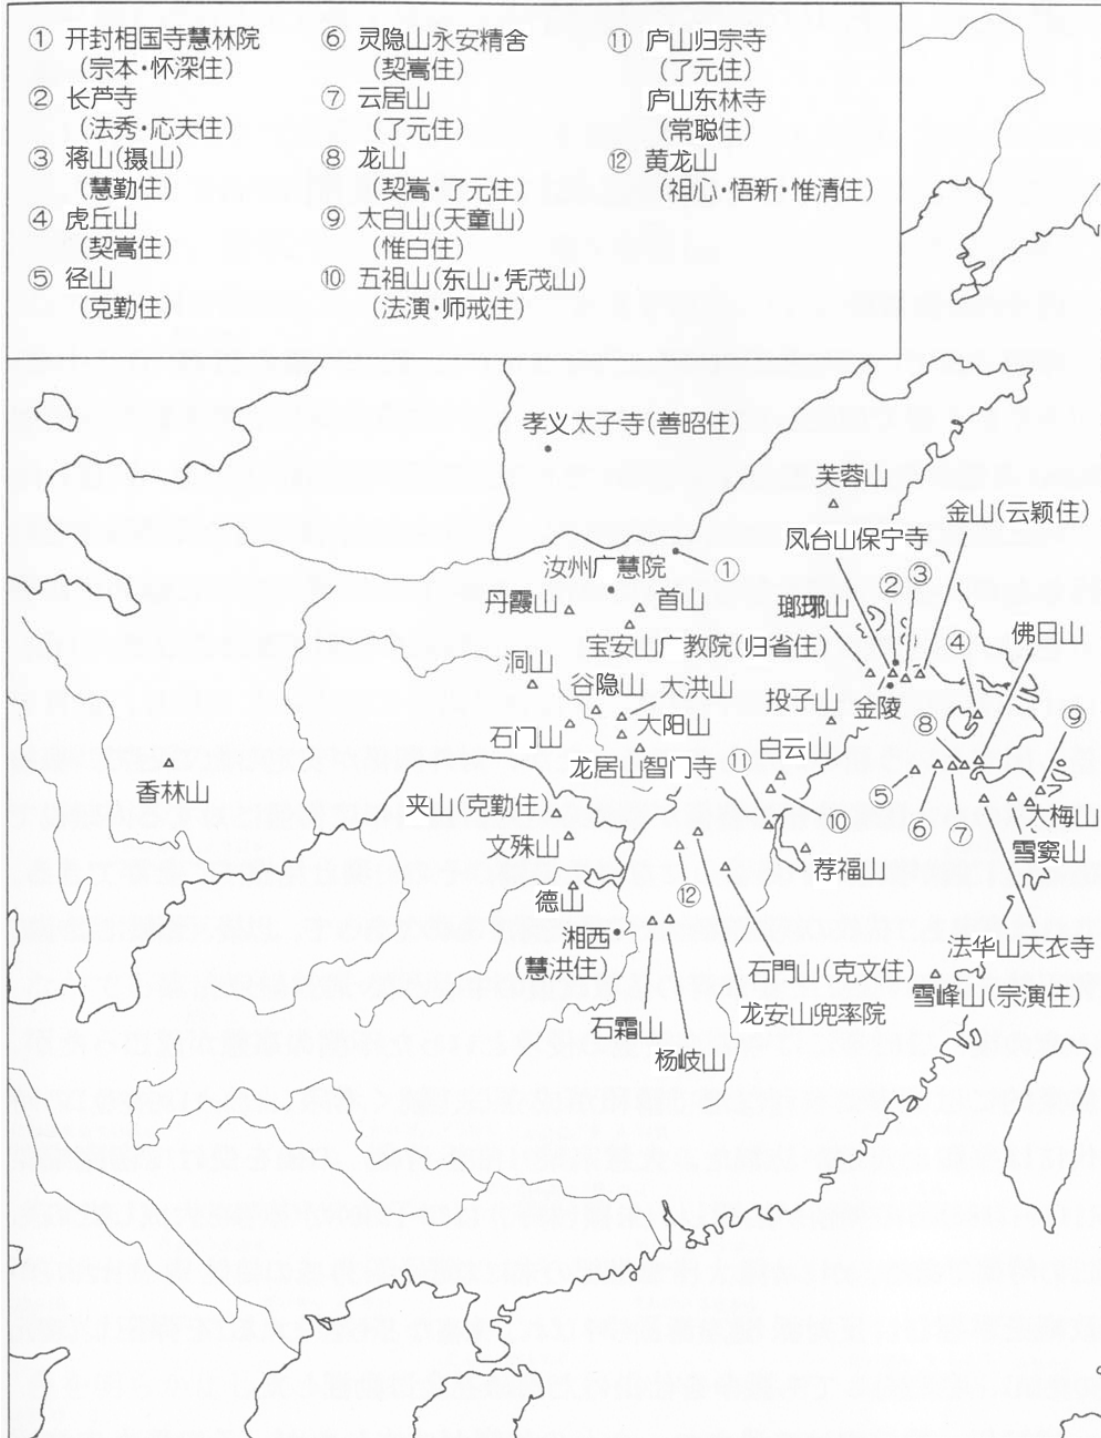 ① 开封相国寺慧林院
(宗本·怀深住)
② 长芦寺
(法秀·応夫住)
③ 蒋山(摄山)
(慧勤住)
④ 虎丘山
(契嵩住)
⑤ 径山
(克勤住)
⑥ 灵隐山永安精舍
(契嵩住)
⑦ 云居山
(了元住)
⑧ 龙山
(契嵩·了元住)
⑨ 太白山(天童山)
(惟白住)
⑩ 五祖山(东山·凭茂山)
(法演·师戒住)
⑪ 庐山归宗寺
(了元住)
庐山东林寺
(常聪住)
⑫ 黄龙山
(祖心·悟新·惟清住)
孝义太子寺(善昭住)
芙蓉山
金山(云颖住)
凤台山保宁寺
汝州广慧院
①
② ③
丹霞山
首山
瑯琊山
④
佛日山
宝安山广教院(归省住)
洞山
谷隐山
大洪山
投子山
金陵
⑧
⑨
石门山
大阳山
白云山
龙居山智门寺
⑪
香林山
夹山(克勤住)
⑤
⑥
⑦
大梅山
⑩
文殊山
荐福山
雪窦山
德山
⑫
湘西
(慧洪住)
法华山天衣寺
石門山(克文住)
雪峰山(宗演住)
龙安山兜率院
石霜山
杨岐山